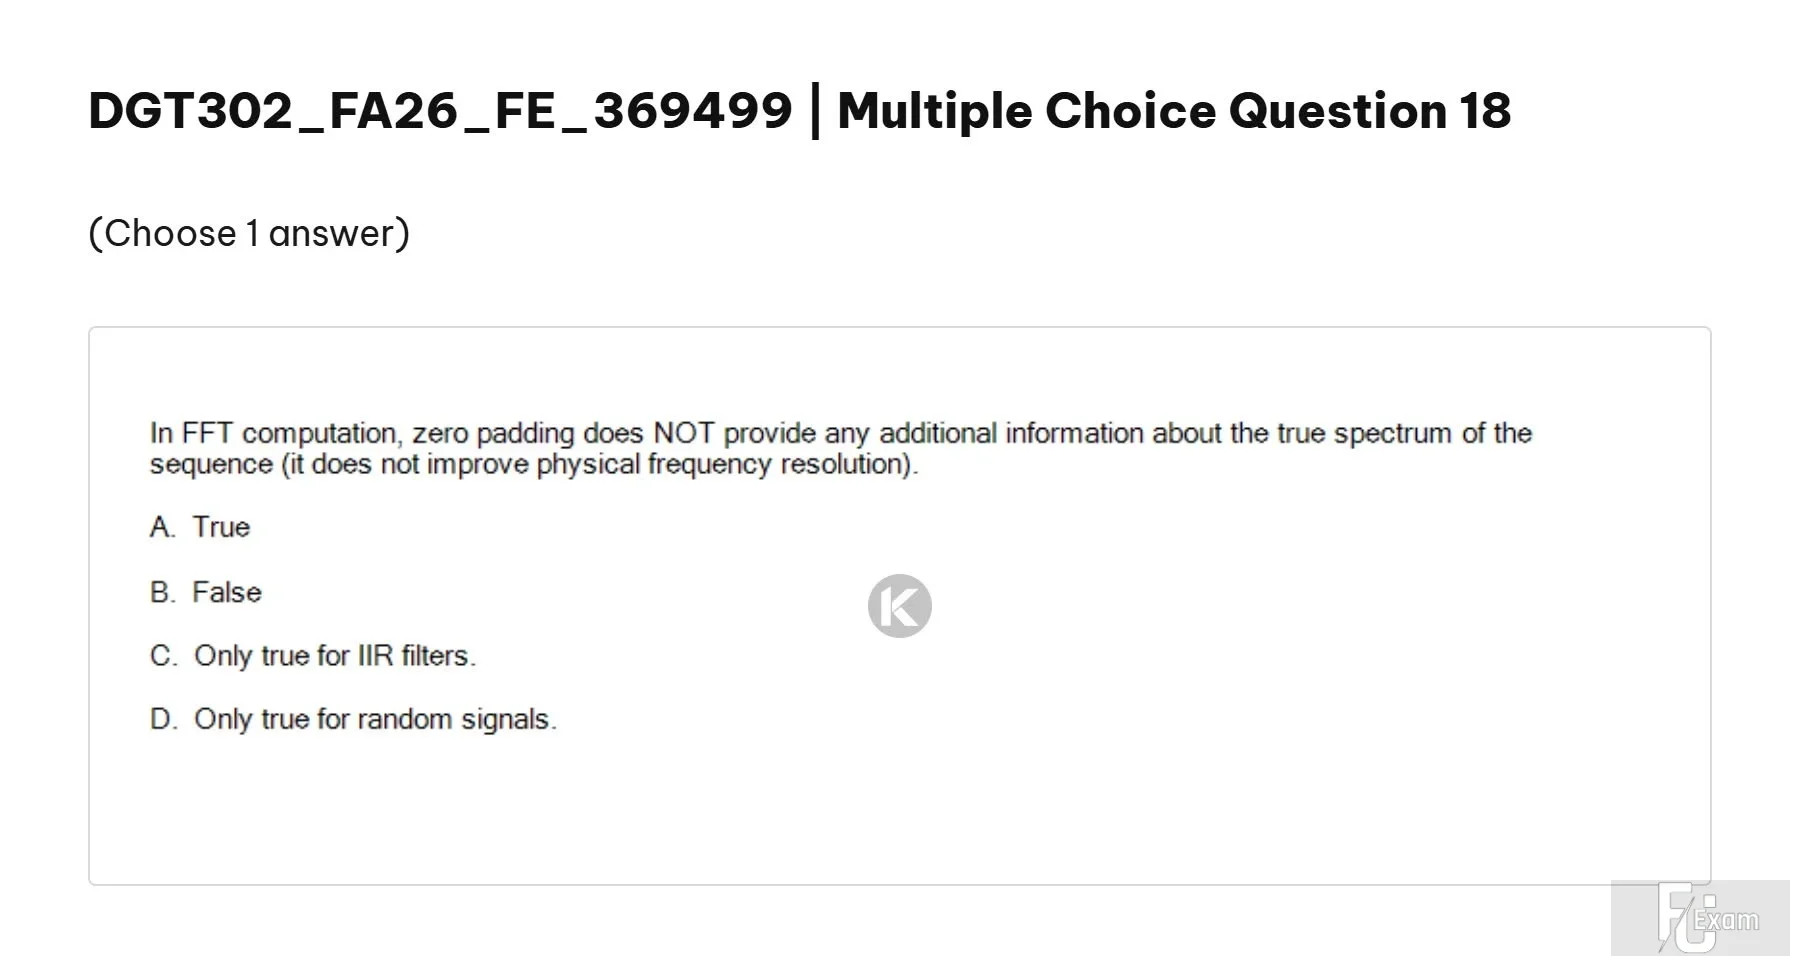 DGT302_FA26_FE_369499 | Multiple Choice Question 18
(Choose 1 answer)
In FFT computation, zero padding does NOT provide any additional information about the true spectrum of the
sequence (it does not improve physical frequency resolution).
A. True
B. False
K
C. Only true for IIR filters.
D. Only true for random signals.
FU Exam